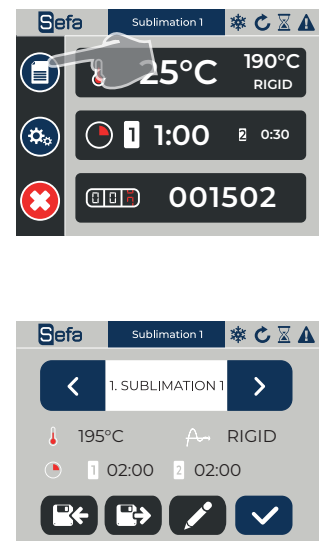 Sefa
Sublimation 1
25°C
190°C
RIGID
1 1:00
2 0:30
001
001502
Sefa
Sublimation 1
1. SUBLIMATION 1
195°C
RIGID
1 02:00
2 02:00